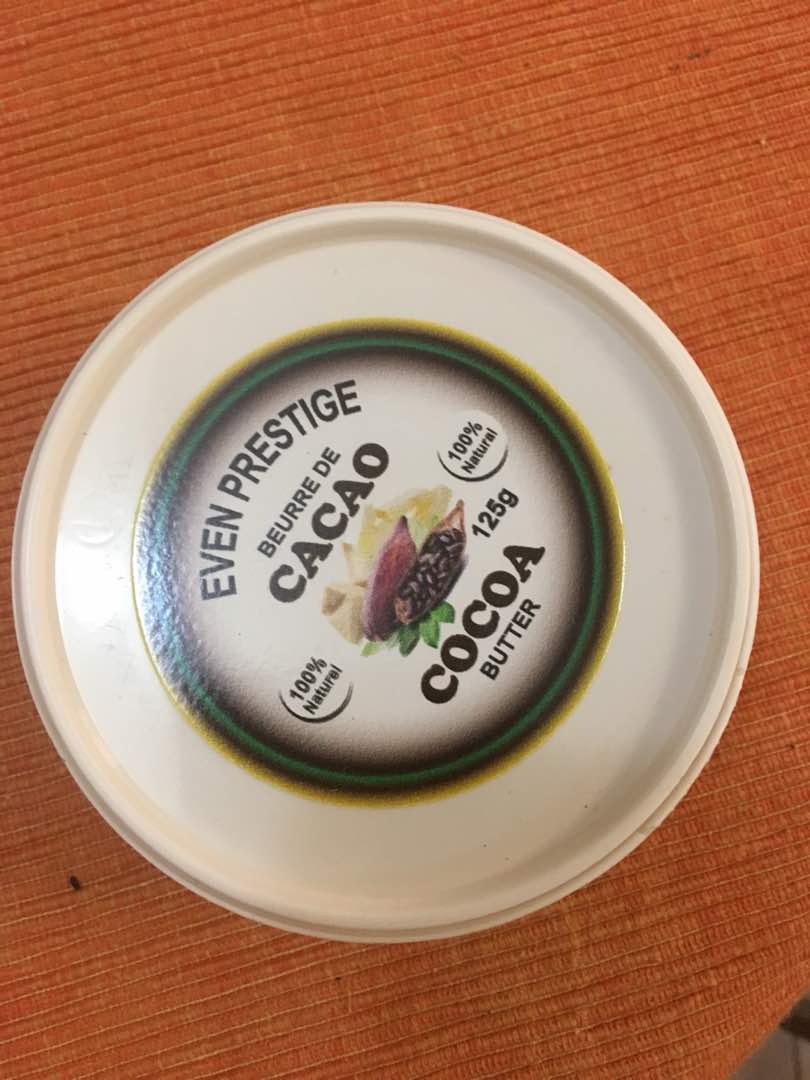 EVEN PRESTIGE
BEURRE DE
CACAO
100%
Natural
125g
COCOA
BUTTER
100%
Natural